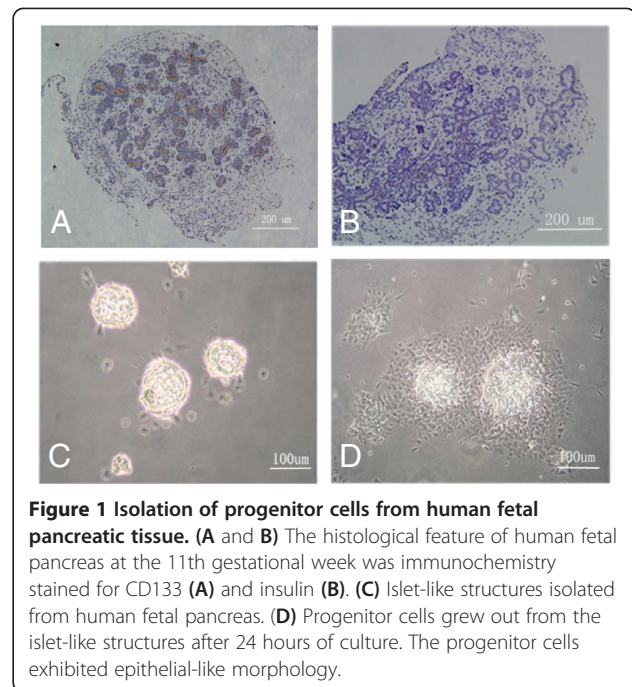 A
200 um
B
200 um
C
100um
D
100um
Figure 1 Isolation of progenitor cells from human fetal
pancreatic tissue. (A and B) The histological feature of human fetal
pancreas at the 11th gestational week was immunochemistry
stained for CD133 (A) and insulin (B). (C) Islet-like structures isolated
from human fetal pancreas. (D) Progenitor cells grew out from the
islet-like structures after 24 hours of culture. The progenitor cells
exhibited epithelial-like morphology.